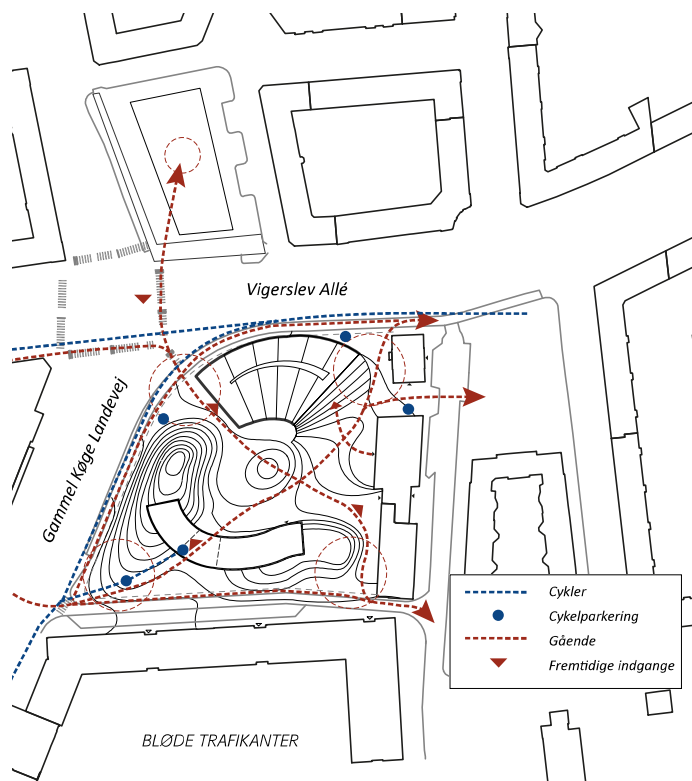 Vigerslev Allé
Gammel Køge Landevej
Cykler
Cykelparkering
Gående
Fremtidige indgange
BLØDE TRAFIKANTER